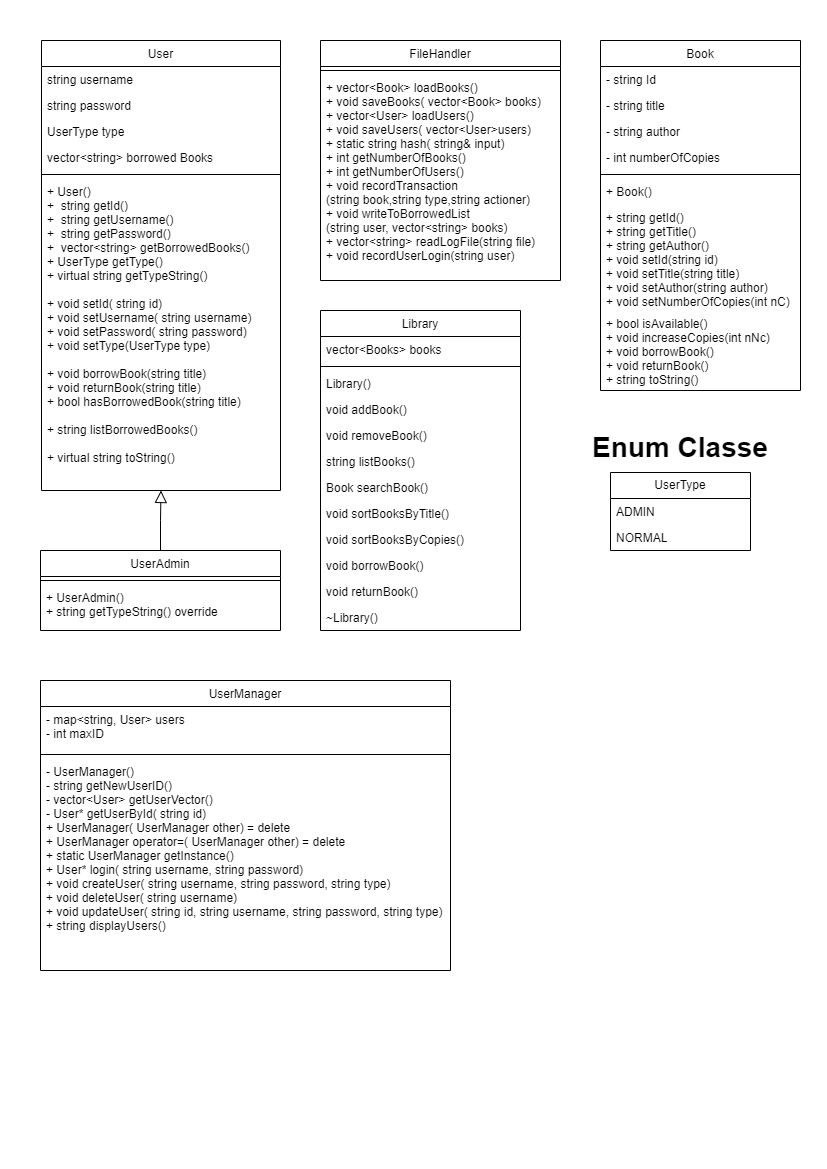 User
string username
string password
UserType type
vector<string> borrowed Books
+ User()
+  string getId()
+  string getUsername()
+  string getPassword()
+  vector<string> getBorrowedBooks()
+ UserType getType()
+ virtual string getTypeString()
+ void setId( string id)
+ void setUsername( string username)
+ void setPassword( string password)
+ void setType(UserType type)
+ void borrowBook(string title)
+ void returnBook(string title)
+ bool hasBorrowedBook(string title)
+ string listBorrowedBooks()
+ virtual string toString()
UserAdmin
+ UserAdmin()
+ string getTypeString() override
FileHandler
+ vector<Book> loadBooks()
+ void saveBooks( vector<Book> books)
+ vector<User> loadUsers()
+ void saveUsers( vector<User>users)
+ static string hash( string& input)
+ int getNumberOfBooks()
+ int getNumberOfUsers()
+ void recordTransaction
(string book,string type,string actioner)
+ void writeToBorrowedList
(string user, vector<string> books)
+ vector<string> readLogFile(string file)
+ void recordUserLogin(string user)
Library
vector<Books> books
Library()
void addBook()
void removeBook()
string listBooks()
Book searchBook()
void sortBooksByTitle()
void sortBooksByCopies()
void borrowBook()
void returnBook()
~Library()
Book
- string Id
- string title
- string author
- int numberOfCopies
+ Book()
+ string getId()
+ string getTitle()
+ string getAuthor()
+ void setId(string id)
+ void setTitle(string title)
+ void setAuthor(string author)
+ void setNumberOfCopies(int nC)
+ bool isAvailable()
+ void increaseCopies(int nNc)
+ void borrowBook()
+ void returnBook()
+ string toString()
Enum Classe
UserType
ADMIN
NORMAL
UserManager
- map<string, User> users
- int maxID
- UserManager()
- string getNewUserID()
- vector<User> getUserVector()
- User* getUserById( string id)
+ UserManager( UserManager other) = delete
+ UserManager operator=( UserManager other) = delete
+ static UserManager getInstance()
+ User* login( string username, string password)
+ void createUser( string username, string password, string type)
+ void deleteUser( string username)
+ void updateUser( string id, string username, string password, string type)
+ string displayUsers()